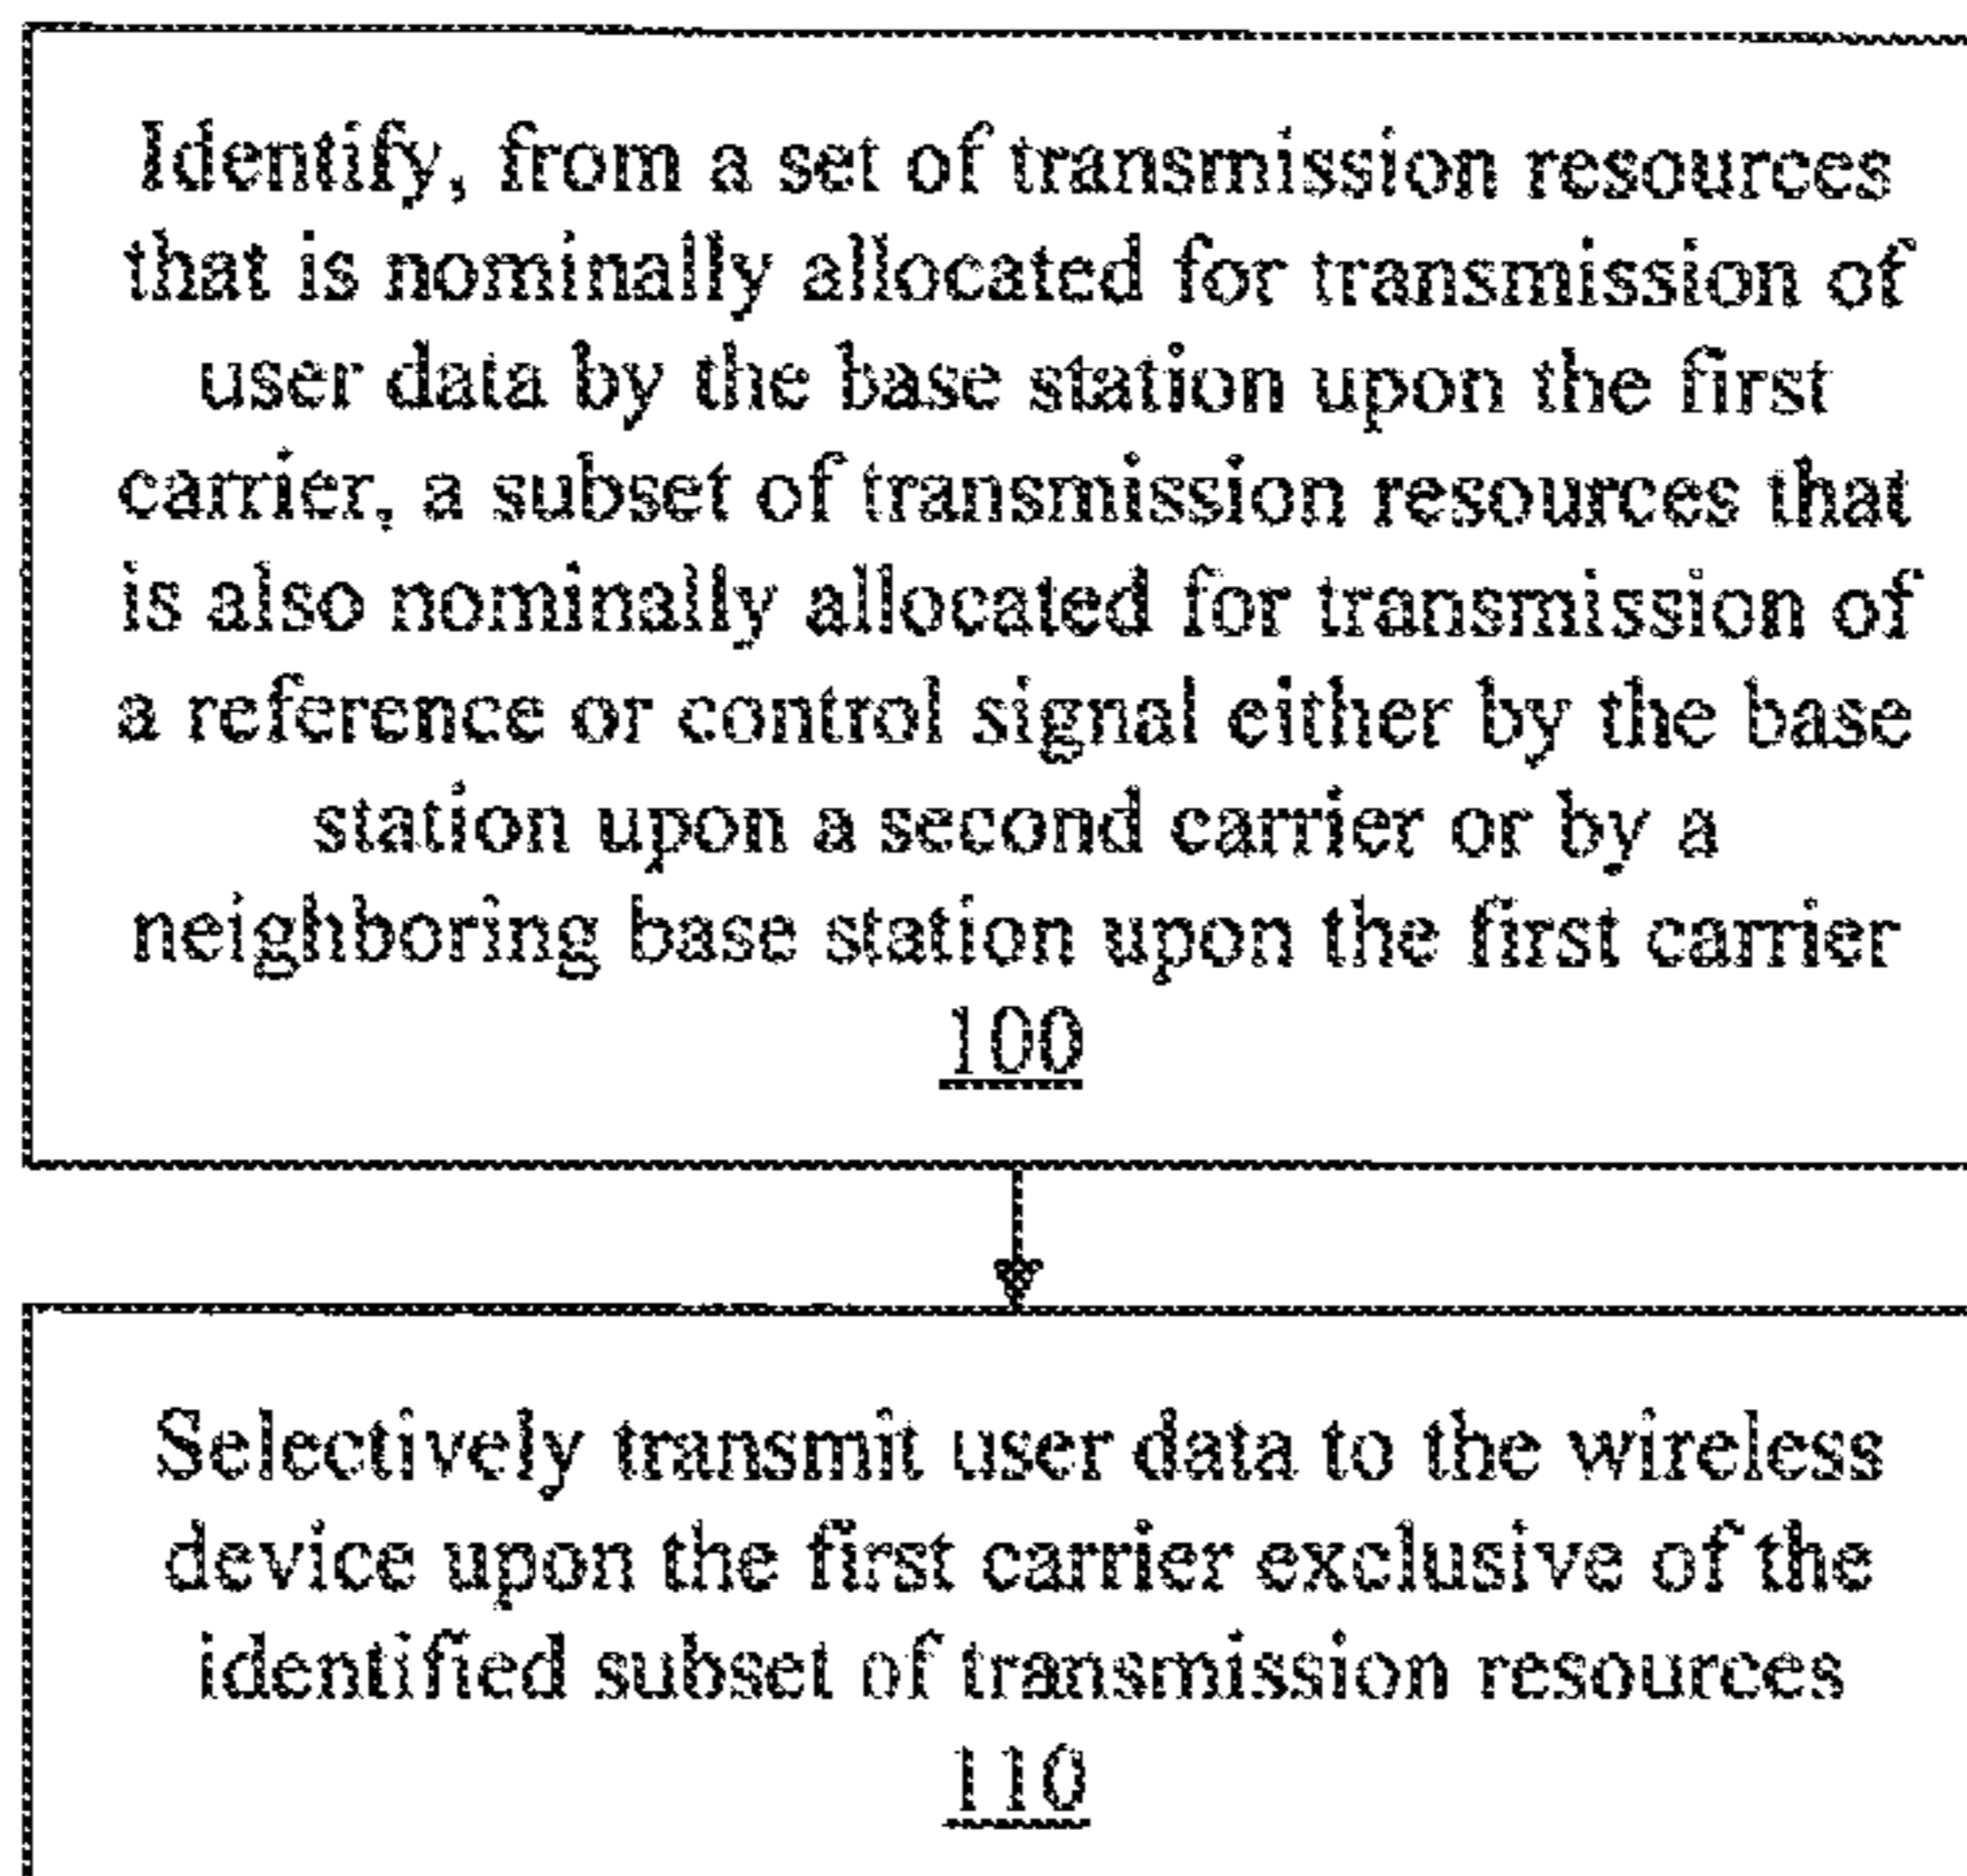 Identify, from a set of transmission resources
that is nominally allocated for transmission of
user data by the base station upon the first
carrier, a subset of transmission resources that
is also nominally allocated for transmission of
a reference or control signal either by the base
station upon a second carrier or by a
neighboring base station upon the first carrier
100
Selectively transmit user data to the wireless
device upon the first carrier exclusive of the
identified subset of transmission resources
110